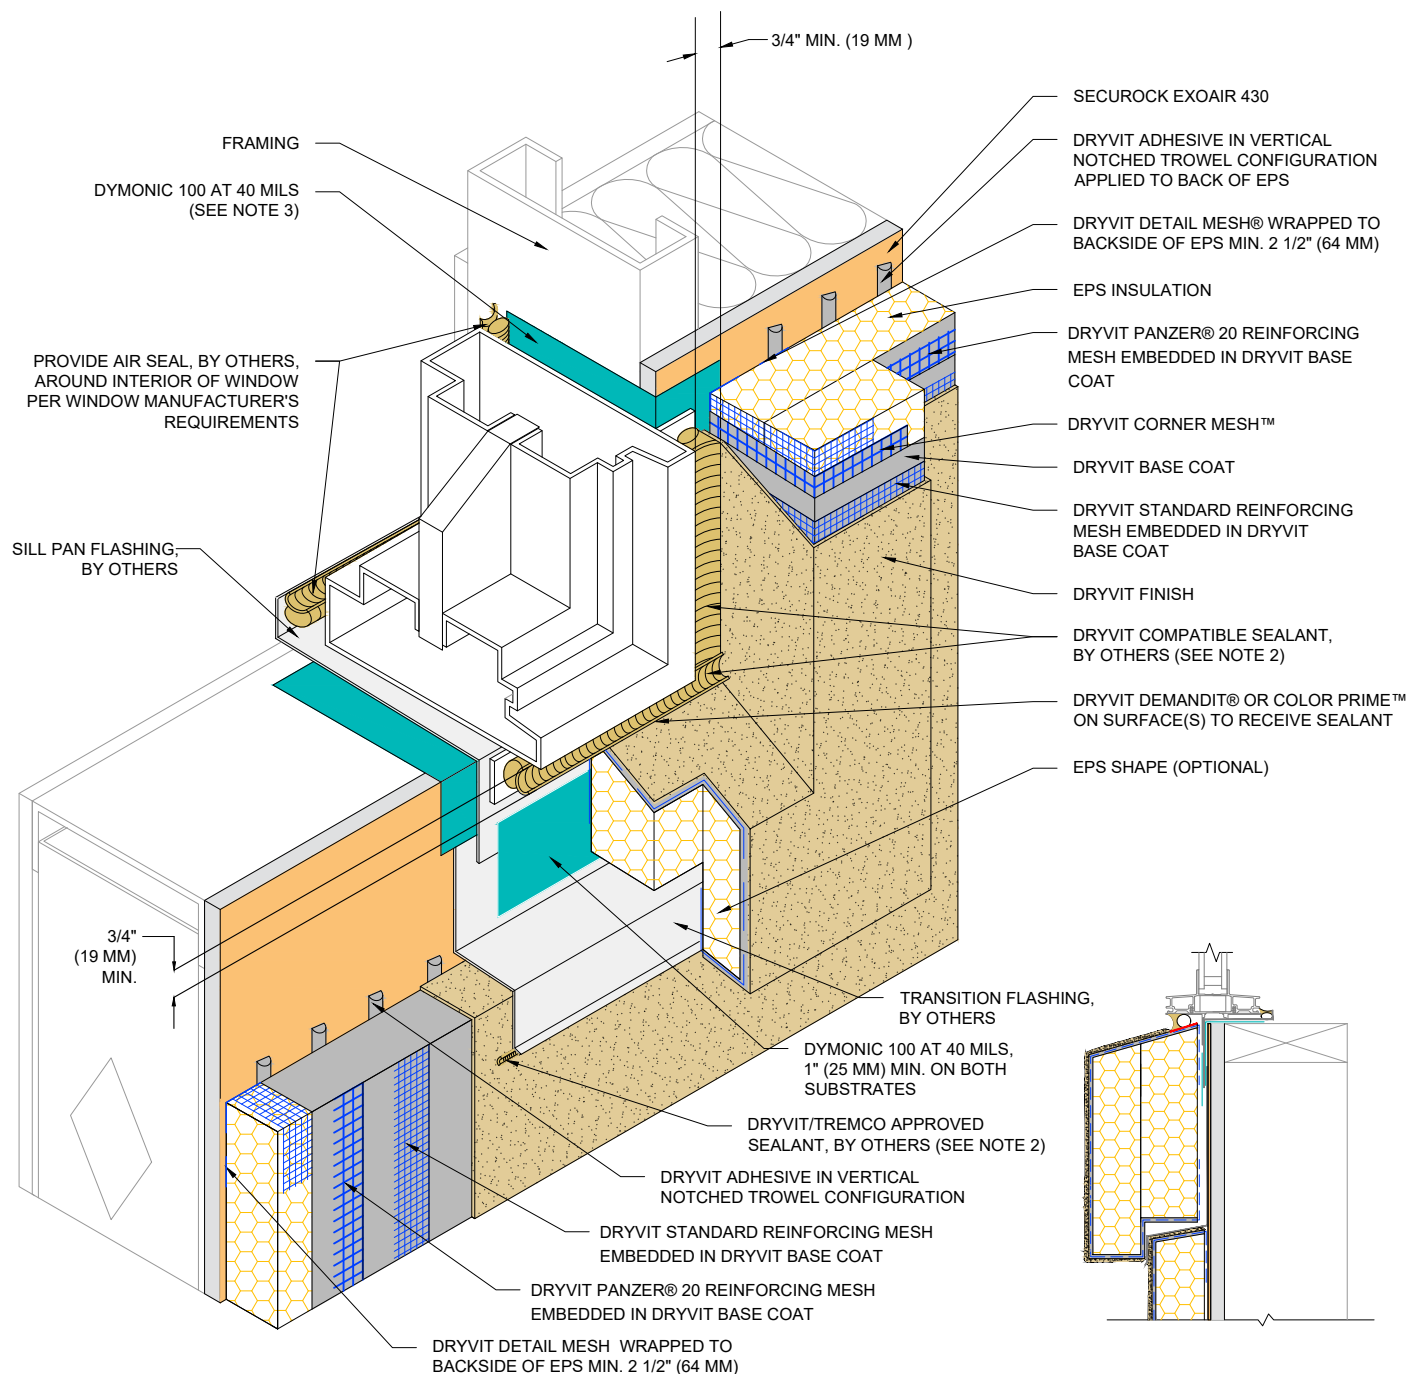 3/4" MIN. (19 MM )
FRAMING
DYMONIC 100 AT 40 MILS
(SEE NOTE 3)
PROVIDE AIR SEAL, BY OTHERS,
AROUND INTERIOR OF WINDOW
PER WINDOW MANUFACTURER'S
REQUIREMENTS
SILL PAN FLASHING,
BY OTHERS
SECUROCK EXOAIR 430
DRYVIT ADHESIVE IN VERTICAL
NOTCHED TROWEL CONFIGURATION
APPLIED TO BACK OF EPS
DRYVIT DETAIL MESH® WRAPPED TO
BACKSIDE OF EPS MIN. 2 1/2" (64 MM)
EPS INSULATION
DRYVIT PANZER® 20 REINFORCING
MESH EMBEDDED IN DRYVIT BASE
COAT
DRYVIT CORNER MESH™
DRYVIT BASE COAT
DRYVIT STANDARD REINFORCING
MESH EMBEDDED IN DRYVIT
BASE COAT
DRYVIT FINISH
DRYVIT COMPATIBLE SEALANT,
BY OTHERS (SEE NOTE 2)
DRYVIT DEMANDIT® OR COLOR PRIME™
ON SURFACE(S) TO RECEIVE SEALANT
EPS SHAPE (OPTIONAL)
3/4"
(19 MM)
MIN.
TRANSITION FLASHING,
BY OTHERS
DYMONIC 100 AT 40 MILS,
1" (25 MM) MIN. ON BOTH
SUBSTRATES
DRYVIT/TREMCO APPROVED
SEALANT, BY OTHERS (SEE NOTE 2)
DRYVIT ADHESIVE IN VERTICAL
NOTCHED TROWEL CONFIGURATION
DRYVIT STANDARD REINFORCING MESH
EMBEDDED IN DRYVIT BASE COAT
DRYVIT PANZER® 20 REINFORCING MESH
EMBEDDED IN DRYVIT BASE COAT
DRYVIT DETAIL MESH WRAPPED TO
BACKSIDE OF EPS MIN. 2 1/2" (64 MM)